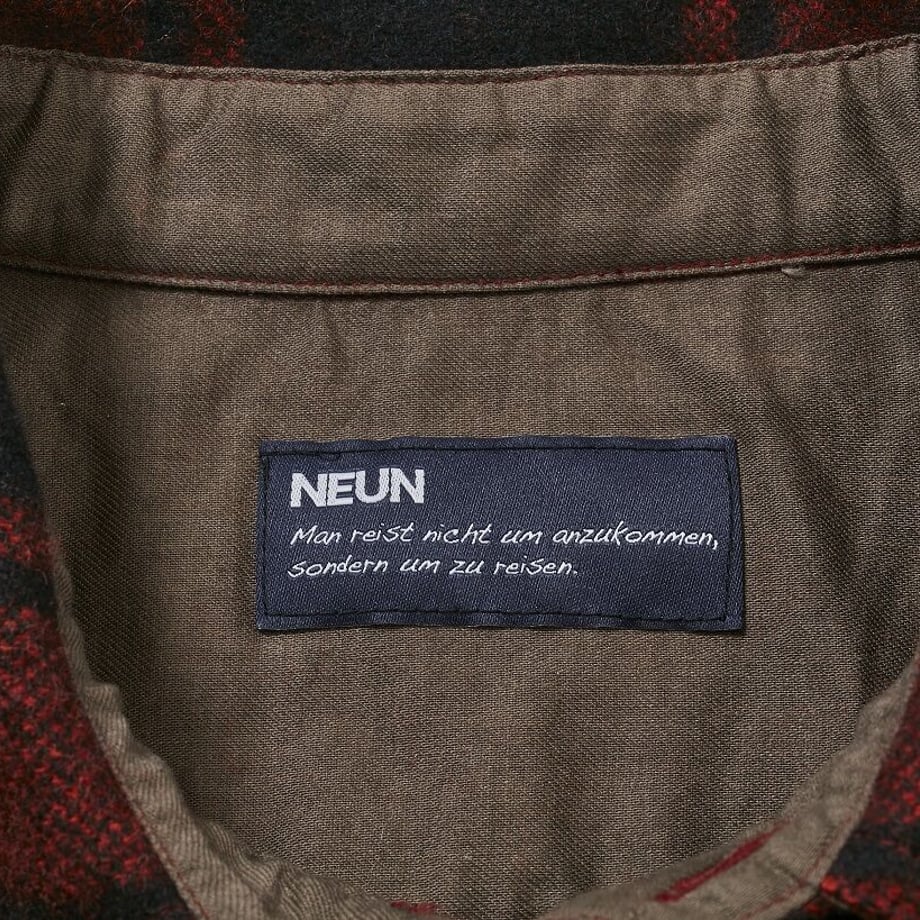 NEUN
Man reist nicht um anzukommen,
sondern um zu reisen.